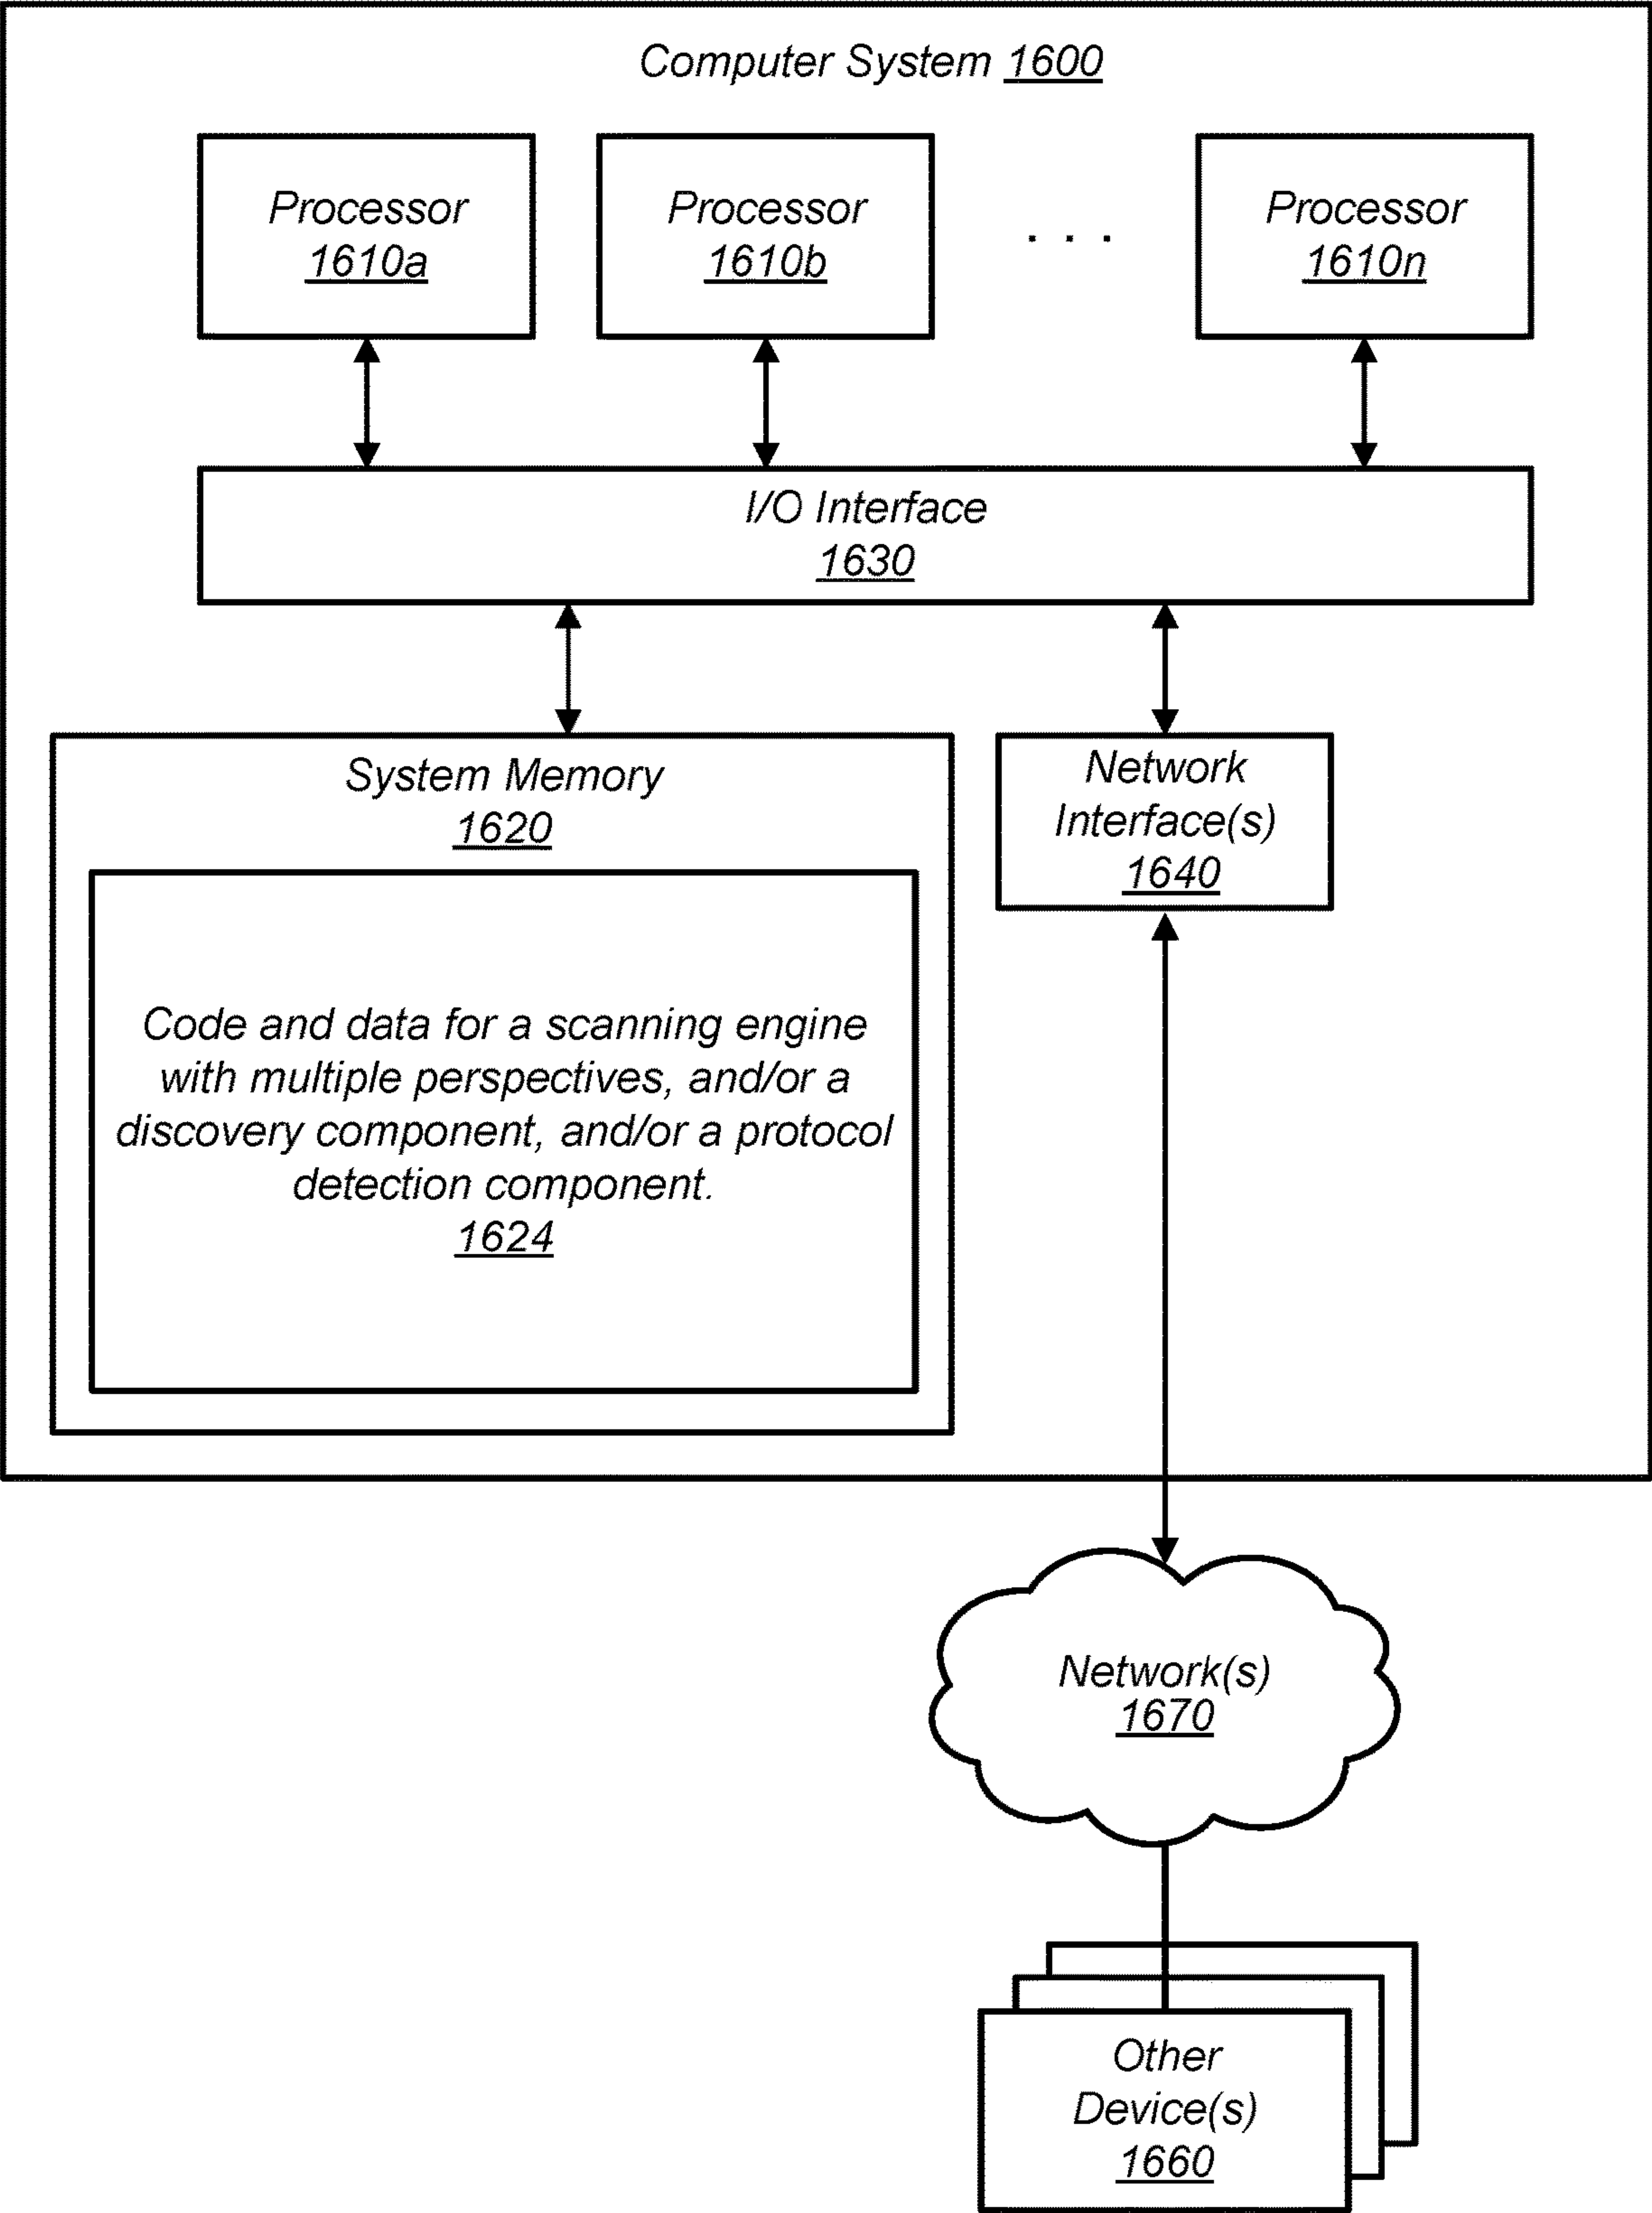 Computer System 1600
Processor
1610a
Processor
1610b
. . .
Processor
1610n
I/O Interface
1630
System Memory
1620
Code and data for a scanning engine
with multiple perspectives, and/or a
discovery component, and/or a protocol
detection component.
1624
Network
Interface(s)
1640
Network(s)
1670
Other
Device(s)
1660